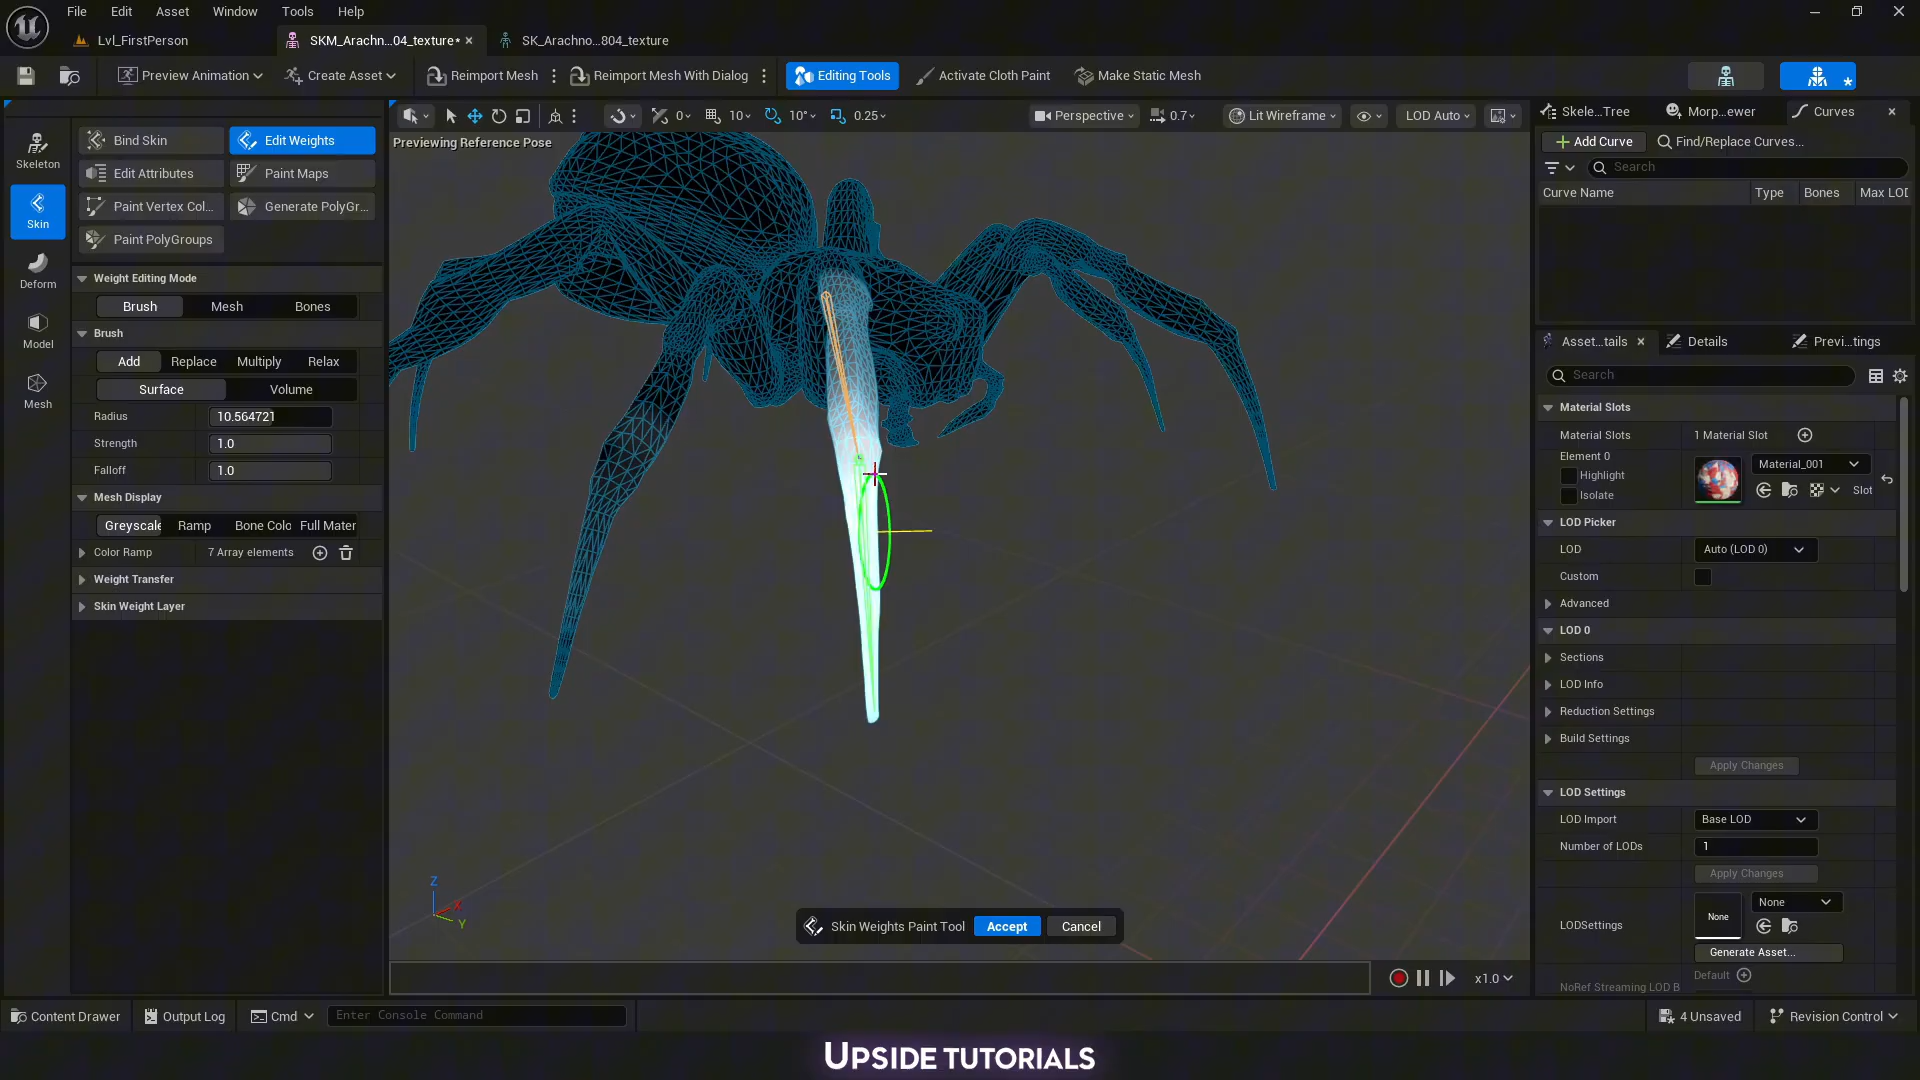 File Edit Asset Window Tools Help
Lvl_FirstPerson
SKM_Arachn...04_texture*
SK_Arachno...804_texture
Preview Animation
Create Asset
Reimport Mesh
Reimport Mesh With Dialog
Editing Tools
Activate Cloth Paint
Make Static Mesh
Skeleton
Skin
Deform
Model
Mesh
Bind Skin
Edit Weights
Edit Attributes
Paint Maps
Paint Vertex Col...
Generate PolyGr...
Paint PolyGroups
Weight Editing Mode
Brush Mesh Bones
Brush
Add Replace Multiply Relax
Surface Volume
Radius 10.564721
Strength 1.0
Falloff 1.0
Mesh Display
Greyscale Ramp Bone Colo Full Mater
Color Ramp 7 Array elements
Weight Transfer
Skin Weight Layer
0 10 10° 0.25
Perspective 0.7 Lit Wireframe LOD Auto
Previewing Reference Pose
Z
X
Y
Skin Weights Paint Tool Accept Cancel
x1.0
Skele...Tree Morp...ewer Curves
Add Curve Find/Replace Curves...
Search
Curve Name Type Bones Max LOD
Asset...tails Details Previ...tings
Search
Material Slots
Material Slots 1 Material Slot
Element 0
Highlight
Isolate
Material_001
Slot
LOD Picker
LOD Auto (LOD 0)
Custom
Advanced
LOD 0
Sections
LOD Info
Reduction Settings
Build Settings
Apply Changes
LOD Settings
LOD Import Base LOD
Number of LODs 1
Apply Changes
LODSettings None None
Generate Asset...
Default
NoRef Streaming LOD B
Content Drawer Output Log Cmd Enter Console Command
4 Unsaved Revision Control
UPSIDE TUTORIALS